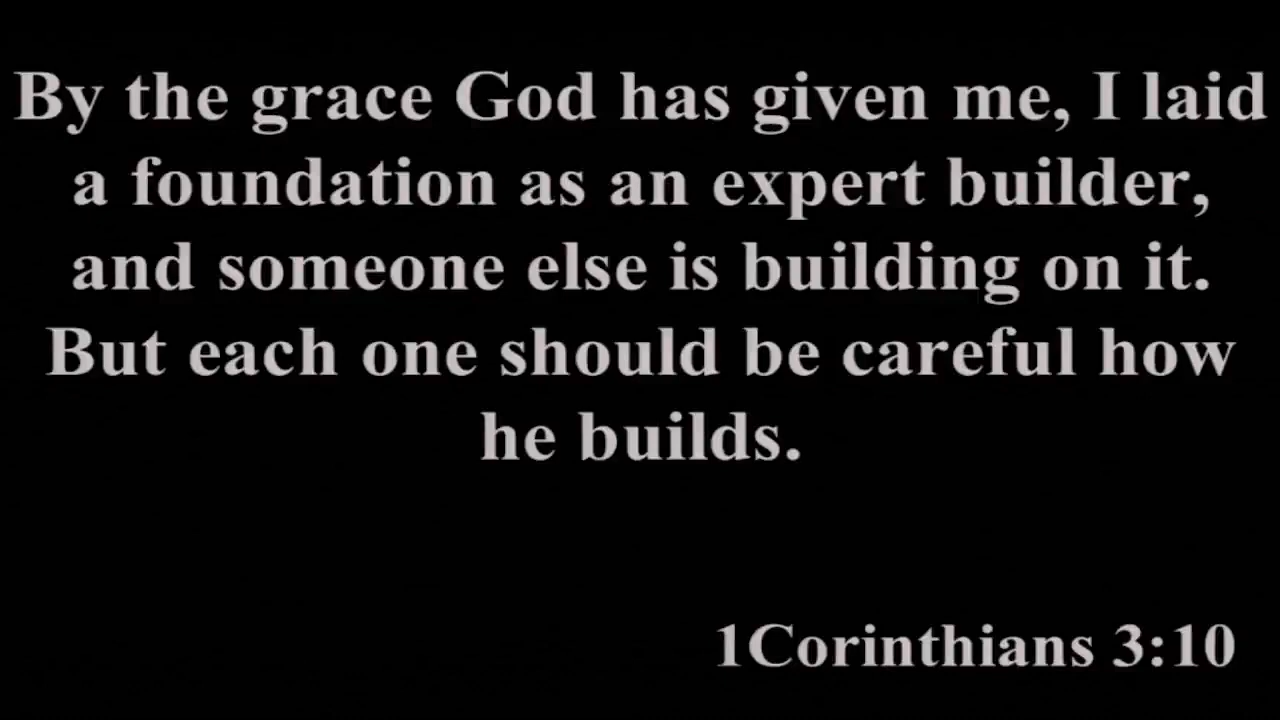 By the grace God has given me, I laid
a foundation as an expert builder,
and someone else is building on it.
But each one should be careful how
he builds.
1Corinthians 3:10